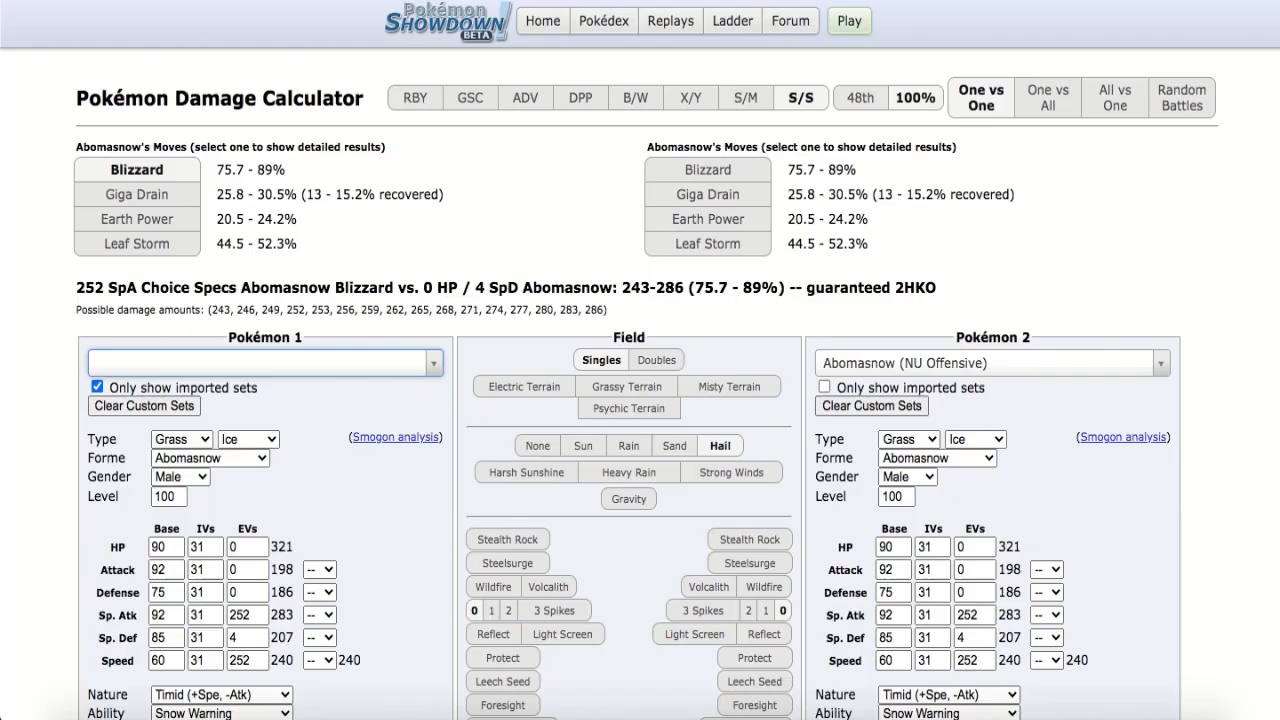 Pokémon SHOWDOWN! BETA Home Pokédex Replays Ladder Forum Play
Pokémon Damage Calculator RBY GSC ADV DPP B/W X/Y S/M S/S 48th 100% One vs One One vs All All vs One Random Battles
Abomasnow's Moves (select one to show detailed results) Abomasnow's Moves (select one to show detailed results)
Blizzard 75.7 - 89% Blizzard 75.7 - 89%
Giga Drain 25.8 - 30.5% (13 - 15.2% recovered) Giga Drain 25.8 - 30.5% (13 - 15.2% recovered)
Earth Power 20.5 - 24.2% Earth Power 20.5 - 24.2%
Leaf Storm 44.5 - 52.3% Leaf Storm 44.5 - 52.3%
252 SpA Choice Specs Abomasnow Blizzard vs. 0 HP / 4 SpD Abomasnow: 243-286 (75.7 - 89%) -- guaranteed 2HKO
Possible damage amounts: (243, 246, 249, 252, 253, 256, 259, 262, 265, 268, 271, 274, 277, 280, 283, 286)
Pokémon 1
Only show imported sets
Clear Custom Sets
Type Grass Ice (Smogon analysis)
Forme Abomasnow
Gender Male
Level 100
Base IVs EVs
HP 90 31 0 321
Attack 92 31 0 198 --
Defense 75 31 0 186 --
Sp. Atk 92 31 252 283 --
Sp. Def 85 31 4 207 --
Speed 60 31 252 240 -- 240
Nature Timid (+Spe, -Atk)
Ability Snow Warning
Field
Singles Doubles
Electric Terrain Grassy Terrain Misty Terrain
Psychic Terrain
None Sun Rain Sand Hail
Harsh Sunshine Heavy Rain Strong Winds
Gravity
Stealth Rock Stealth Rock
Steelsurge Steelsurge
Wildfire Volcalith Volcalith Wildfire
0 1 2 3 Spikes 3 Spikes 2 1 0
Reflect Light Screen Light Screen Reflect
Protect Protect
Leech Seed Leech Seed
Foresight Foresight
Pokémon 2
Abomasnow (NU Offensive)
Only show imported sets
Clear Custom Sets
Type Grass Ice (Smogon analysis)
Forme Abomasnow
Gender Male
Level 100
Base IVs EVs
HP 90 31 0 321
Attack 92 31 0 198 --
Defense 75 31 0 186 --
Sp. Atk 92 31 252 283 --
Sp. Def 85 31 4 207 --
Speed 60 31 252 240 -- 240
Nature Timid (+Spe, -Atk)
Ability Snow Warning